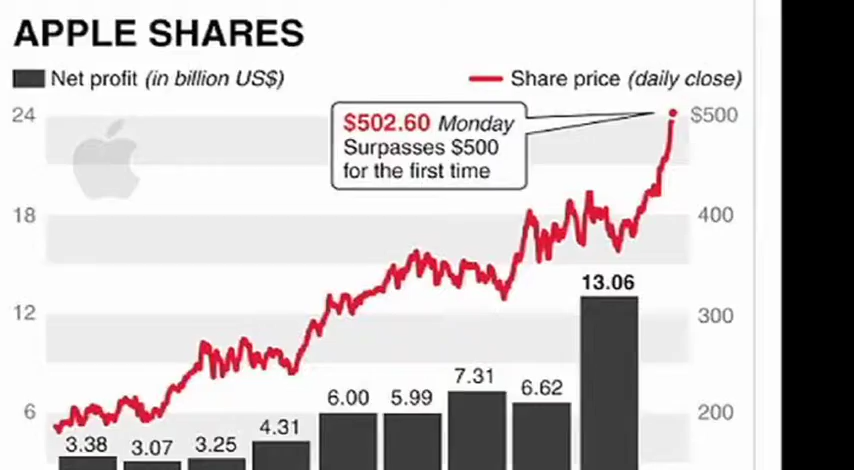 APPLE SHARES
Net profit (in billion US$)
Share price (daily close)
24
$500
$502.60 Monday
Surpasses $500
for the first time
18
400
13.06
12
300
7.31
6.62
6.00
5.99
6
200
4.31
3.38
3.07
3.25